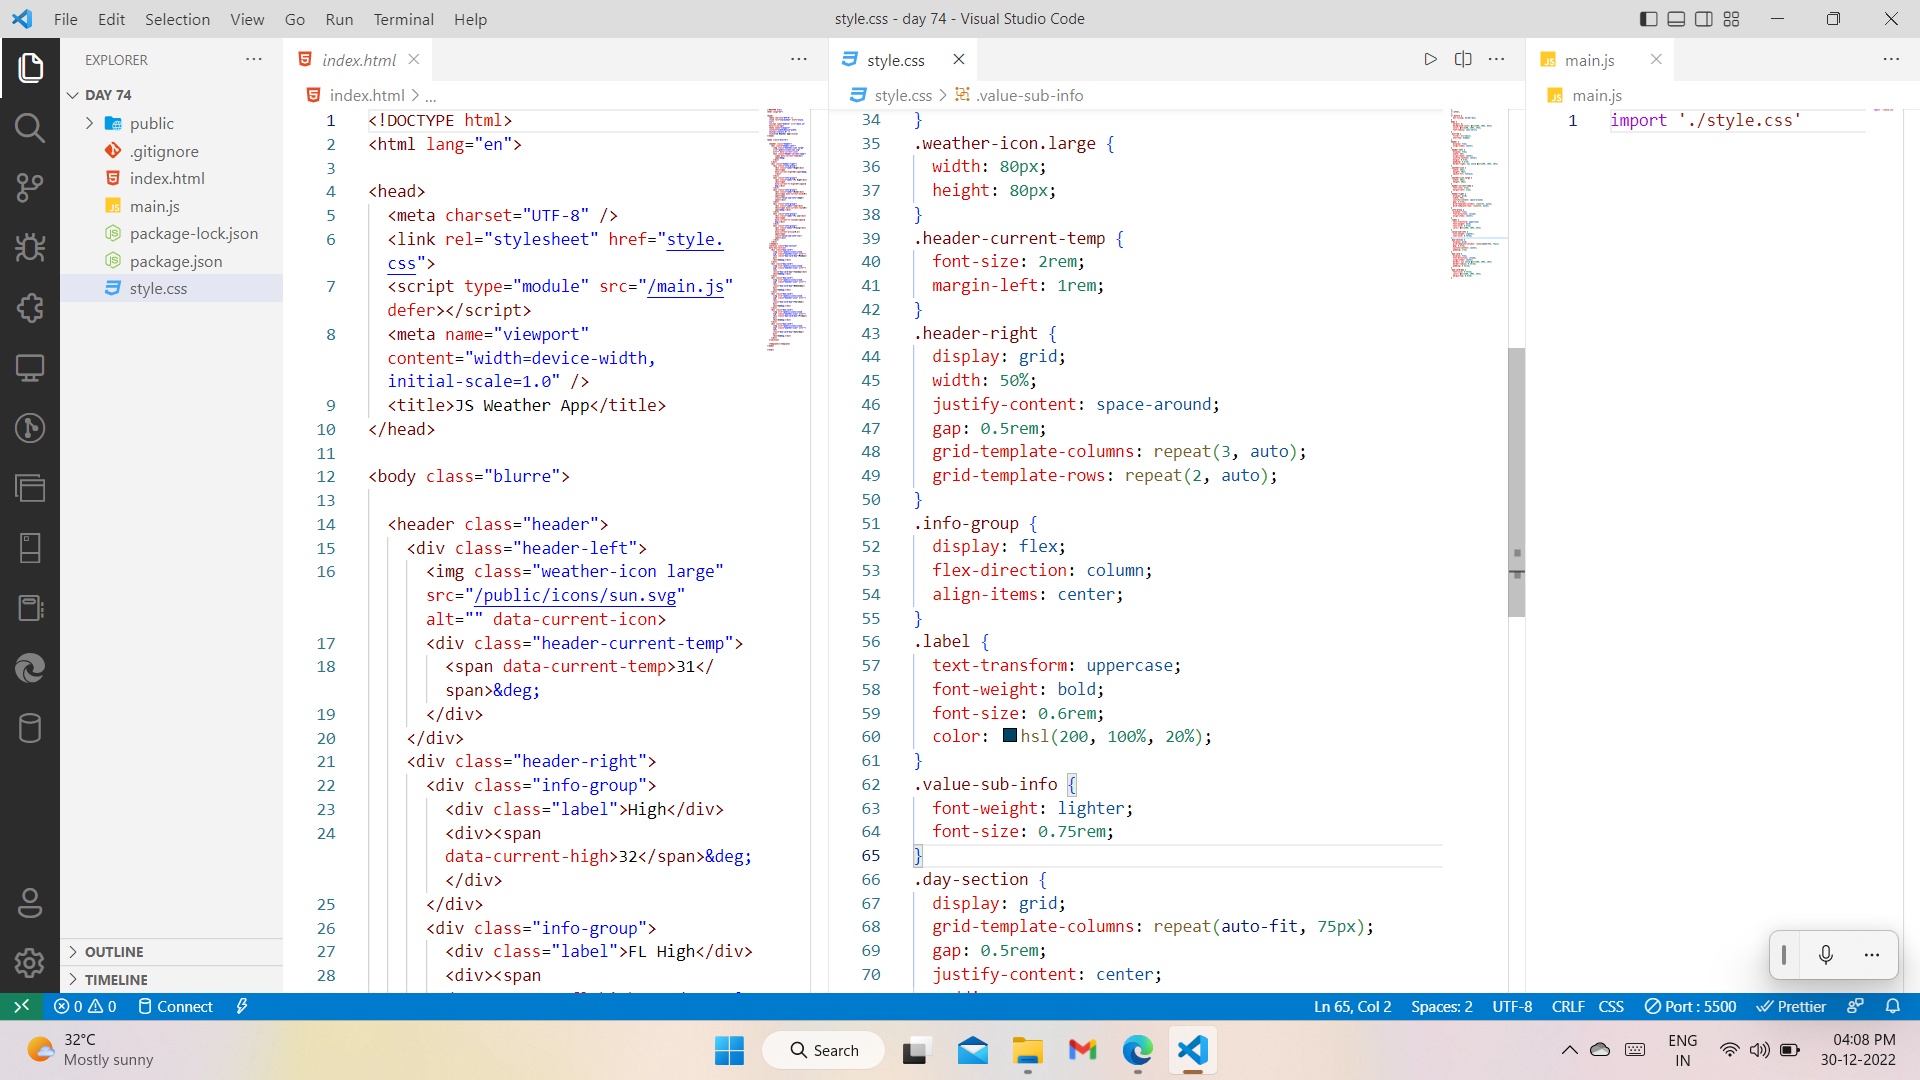 File Edit Selection View Go Run Terminal Help
style.css - day 74 - Visual Studio Code
EXPLORER
DAY 74
public
.gitignore
index.html
main.js
package-lock.json
package.json
style.css
OUTLINE
TIMELINE
index.html
index.html > ...
1 <!DOCTYPE html>
2 <html lang="en">
3
4 <head>
5 <meta charset="UTF-8" />
6 <link rel="stylesheet" href="style.
css">
7 <script type="module" src="/main.js"
defer></script>
8 <meta name="viewport"
content="width=device-width,
initial-scale=1.0" />
9 <title>JS Weather App</title>
10 </head>
11
12 <body class="blurre">
13
14 <header class="header">
15 <div class="header-left">
16 <img class="weather-icon large"
src="/public/icons/sun.svg"
alt="" data-current-icon>
17 <div class="header-current-temp">
18 <span data-current-temp>31</
span>&deg;
19 </div>
20 </div>
21 <div class="header-right">
22 <div class="info-group">
23 <div class="label">High</div>
24 <div><span
data-current-high>32</span>&deg;
</div>
25 </div>
26 <div class="info-group">
27 <div class="label">FL High</div>
28 <div><span
style.css
style.css > .value-sub-info
34 }
35 .weather-icon.large {
36 width: 80px;
37 height: 80px;
38 }
39 .header-current-temp {
40 font-size: 2rem;
41 margin-left: 1rem;
42 }
43 .header-right {
44 display: grid;
45 width: 50%;
46 justify-content: space-around;
47 gap: 0.5rem;
48 grid-template-columns: repeat(3, auto);
49 grid-template-rows: repeat(2, auto);
50 }
51 .info-group {
52 display: flex;
53 flex-direction: column;
54 align-items: center;
55 }
56 .label {
57 text-transform: uppercase;
58 font-weight: bold;
59 font-size: 0.6rem;
60 color: hsl(200, 100%, 20%);
61 }
62 .value-sub-info {
63 font-weight: lighter;
64 font-size: 0.75rem;
65 }
66 .day-section {
67 display: grid;
68 grid-template-columns: repeat(auto-fit, 75px);
69 gap: 0.5rem;
70 justify-content: center;
main.js
main.js
1 import './style.css'
0 0 Connect
Ln 65, Col 2 Spaces: 2 UTF-8 CRLF CSS Port : 5500 Prettier
32°C
Mostly sunny
Search
ENG
IN
04:08 PM
30-12-2022